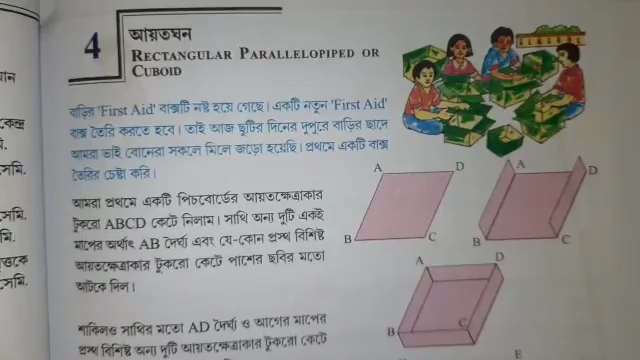 4
আয়তঘন
RECTANGULAR PARALLELOPIPED OR
CUBOID
বাড়ির 'First Aid' বাক্সটি নষ্ট হয়ে গেছে। একটি নতুন 'First Aid'
বাক্স তৈরি করতে হবে। তাই আজ ছুটির দিনের দুপুরে বাড়ির ছাদে
আমরা ভাই বোনেরা সকলে মিলে জড়ো হয়েছি। প্রথমে একটি বাক্স
তৈরির চেষ্টা করি।
আমরা প্রথমে একটি পিচবোর্ডের আয়তক্ষেত্রাকার
টুকরো ABCD কেটে নিলাম। সাথি অন্য দুটি একই
মাপের অর্থাৎ AB দৈর্ঘ্য এবং যে-কোন প্রস্থ বিশিষ্ট
আয়তক্ষেত্রাকার টুকরো কেটে পাশের ছবির মতো
আটকে দিল।
শাকিলও সাথির মতো AD দৈর্ঘ্য ও আগের মাপের
প্রস্থ বিশিষ্ট অন্য দুটি আয়তক্ষেত্রাকার টুকরো কেটে
A D
B C
A D
B C
A D
B C
E
সেমি.
সেমি.
মি.
সেমি.